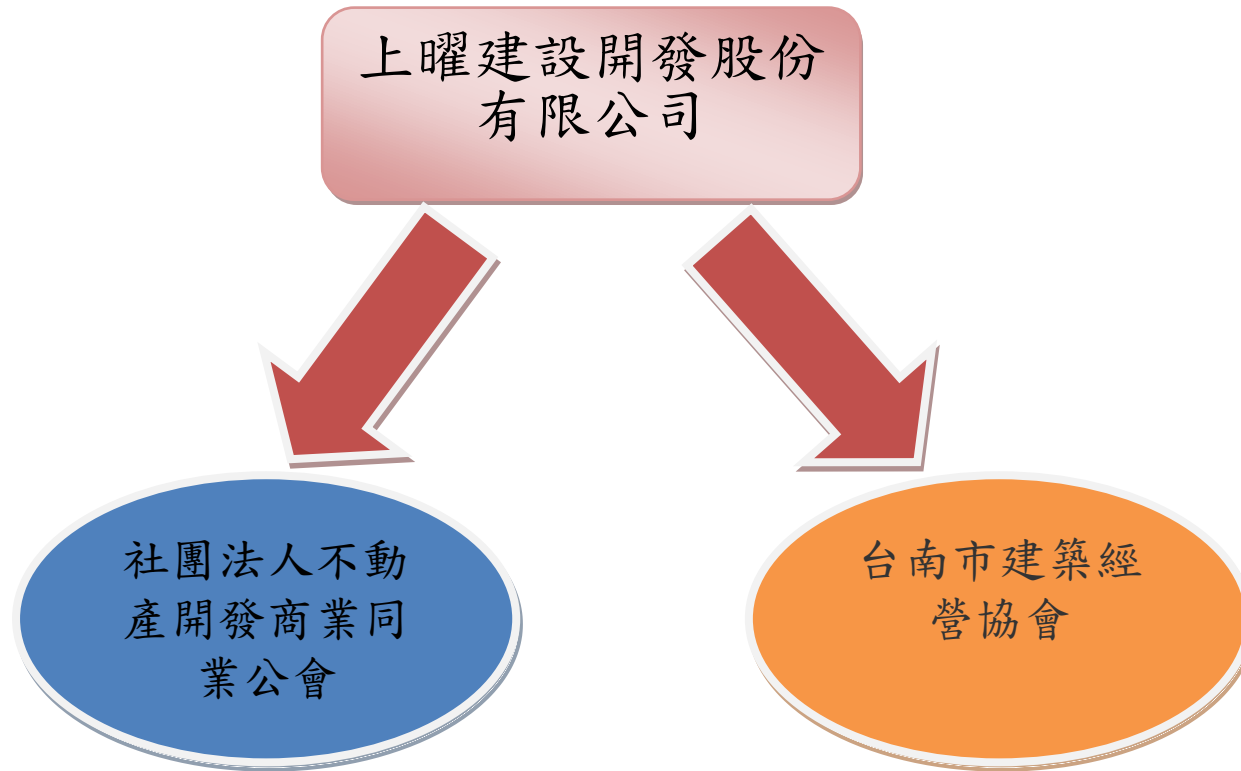 上曜建設開發股份
有限公司
社團法人不動
產開發商業同
業公會
台南市建築經
營協會